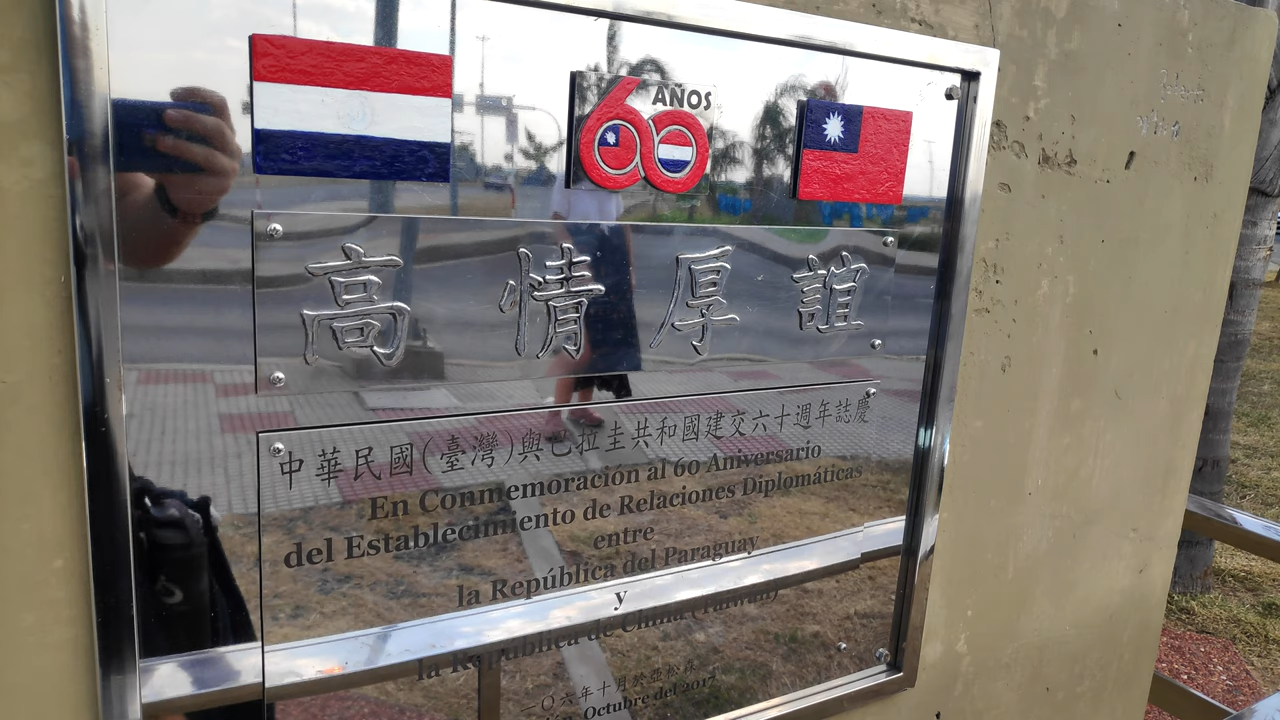 60 AÑOS
高情厚誼
中華民國(臺灣)與巴拉圭共和國建交六十週年誌慶
En Conmemoración al 60 Aniversario
del Establecimiento de Relaciones Diplomáticas
entre
la República del Paraguay
y
la República de China (Taiwán)
一〇六年十月於亞松森
Octubre del 2017